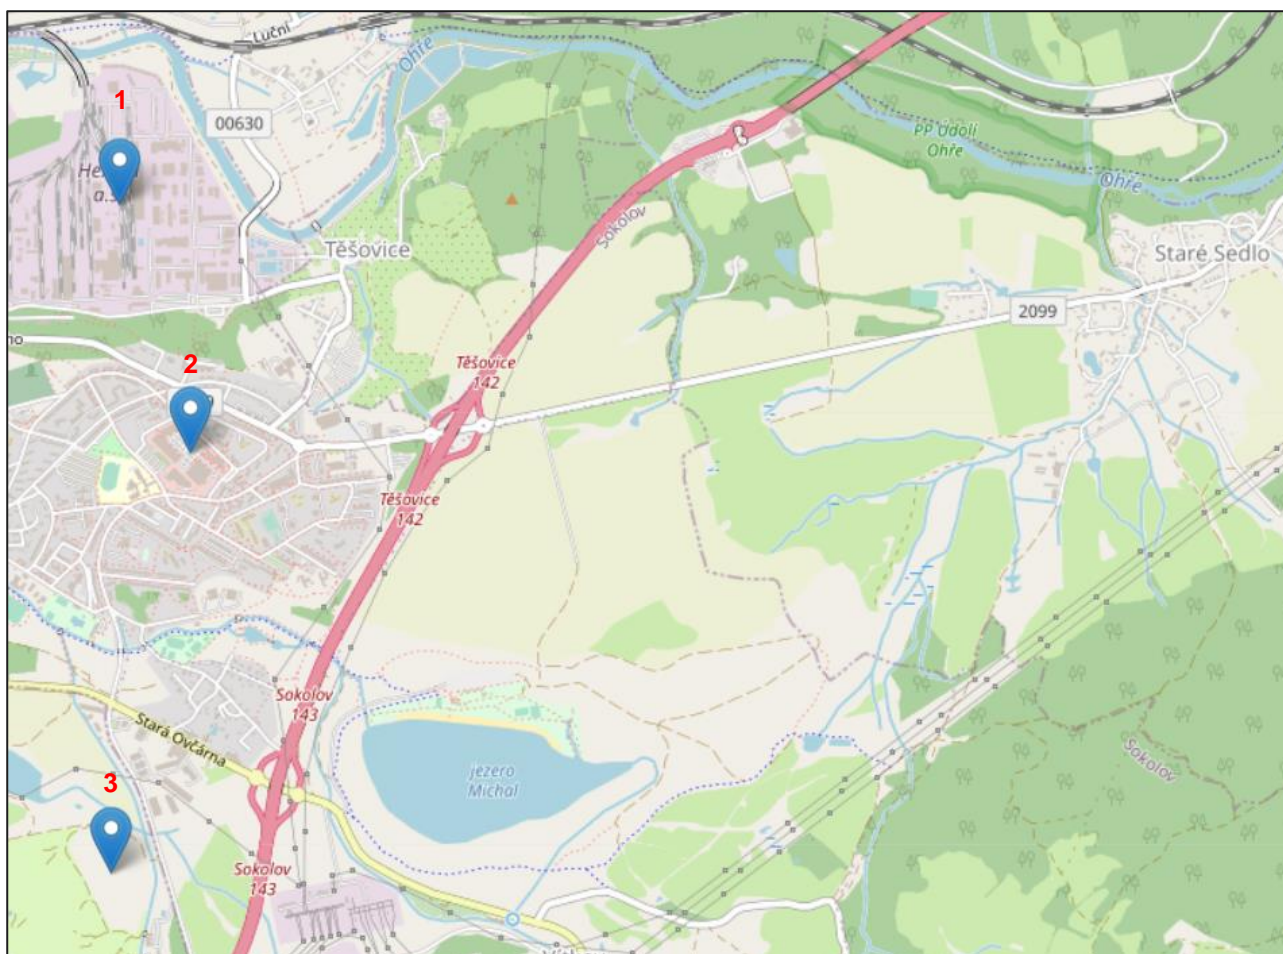 Luční
Ohře
1
00630
PP Údolí
Ohře
Ohře
Sokolov
Těšovice
Staré Sedlo
2099
2
Těšovice
142
Těšovice
142
Sokolov
143
Stará Ovčárna
jezero
Michal
Sokolov
3
Sokolov
143